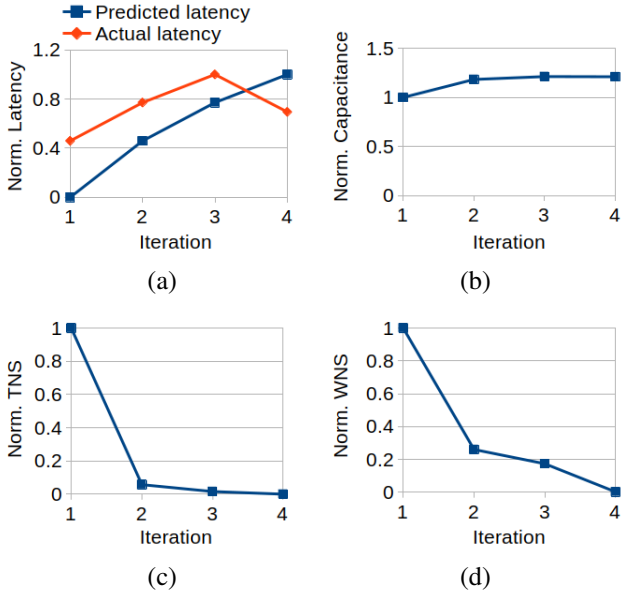 Predicted latency
Actual latency
1.2
0.8
0.4
0
Norm. Latency
1 2 3 4
Iteration
(a)
1.5
1
0.5
0
Norm. Capacitance
1 2 3 4
Iteration
(b)
1
0.8
0.6
0.4
0.2
0
Norm. TNS
1 2 3 4
Iteration
(c)
1
0.8
0.6
0.4
0.2
0
Norm. WNS
1 2 3 4
Iteration
(d)